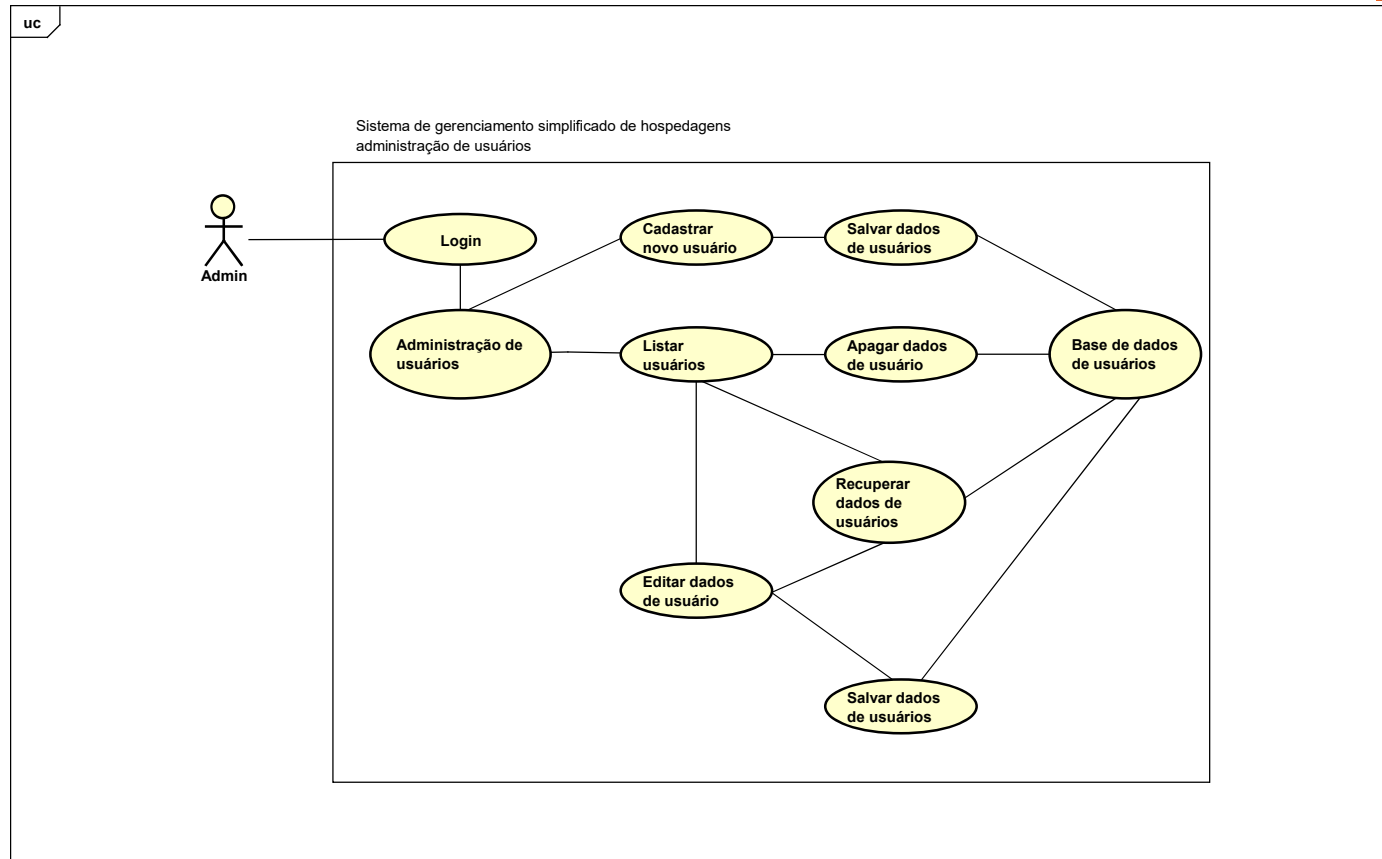 uc
Sistema de gerenciamento simplificado de hospedagens
administração de usuários
Admin
Login
Cadastrar
novo usuário
Salvar dados
de usuários
Administração de
usuários
Listar
usuários
Apagar dados
de usuário
Base de dados
de usuários
Recuperar
dados de
usuários
Editar dados
de usuário
Salvar dados
de usuários